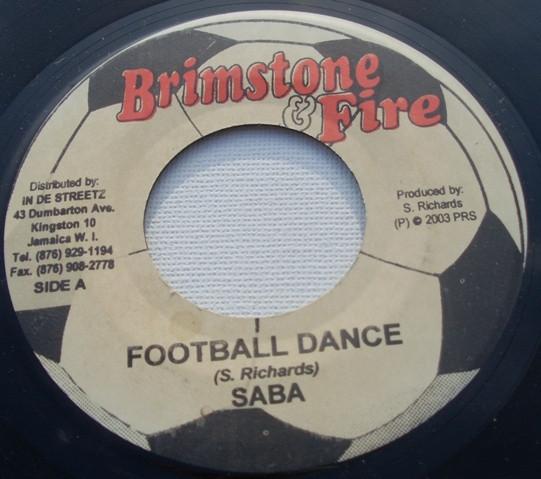 Brimstone
& Fire
Distributed by:
IN DE STREETZ
43 Dumbarton Ave.
Kingston 10
Jamaica W. I.
Tel. (876) 929-1194
Fax. (876) 908-2778
SIDE A
Produced by:
S. Richards
(P) © 2003 PRS
FOOTBALL DANCE
(S. Richards)
SABA